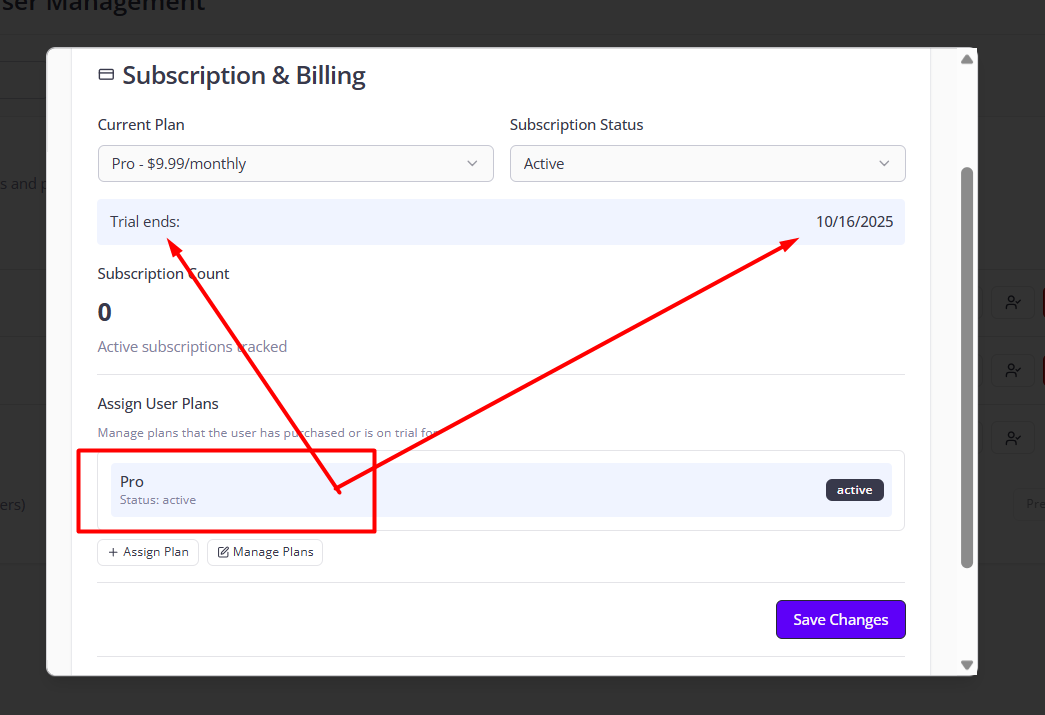 ser Management
Subscription & Billing
Current Plan
Subscription Status
Pro - $9.99/monthly
Active
s and p
Trial ends:
10/16/2025
Subscription Count
0
Active subscriptions tracked
Assign User Plans
Manage plans that the user has purchased or is on trial for
Pro
Status: active
active
ers)
Pre
+ Assign Plan
Manage Plans
Save Changes